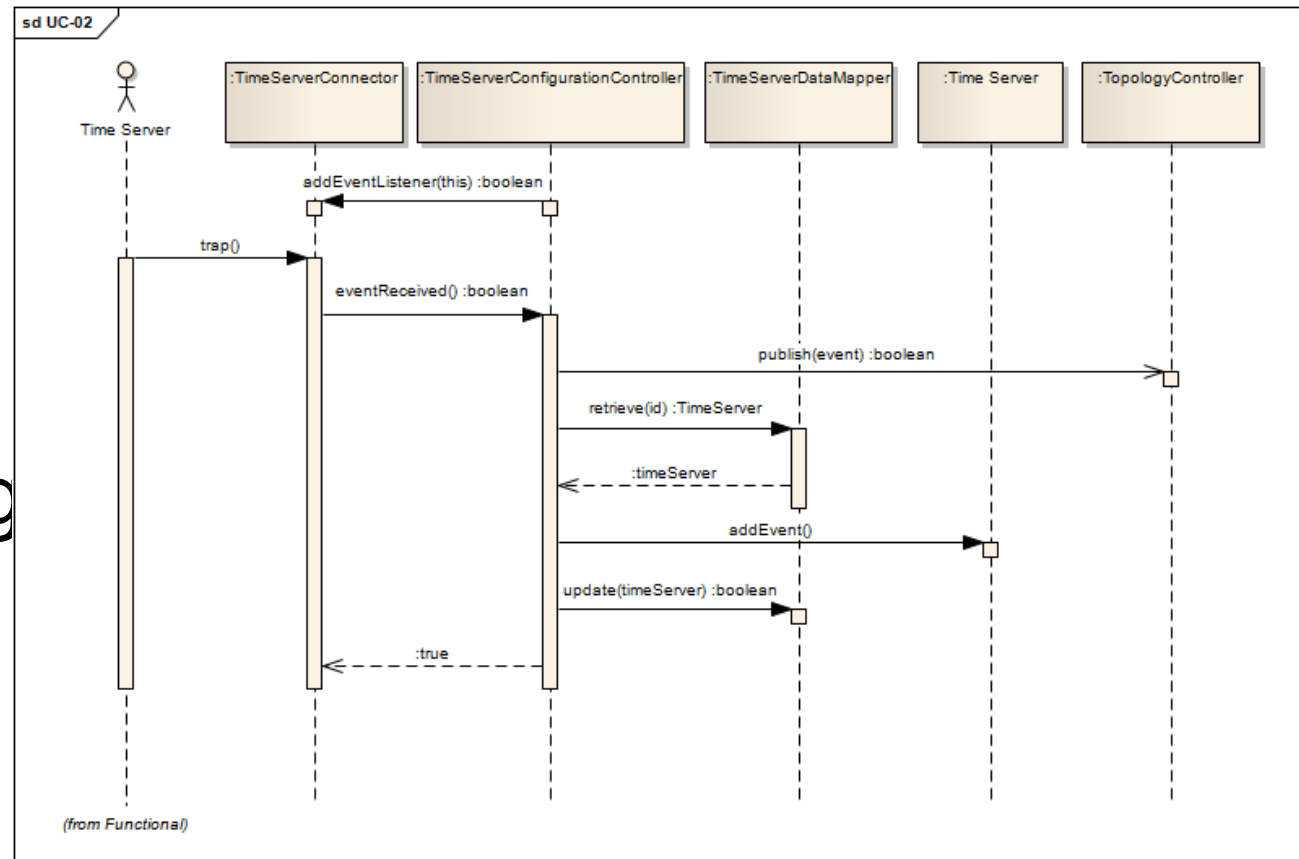 sd UC-02
Time Server
:TimeServerConnector
:TimeServerConfigurationController
:TimeServerDataMapper
:Time Server
:TopologyController
addEventListener(this) :boolean
trap()
eventReceived() :boolean
publish(event) :boolean
retrieve(id) :TimeServer
:timeServer
g
addEvent()
update(timeServer) :boolean
:true
(from Functional)